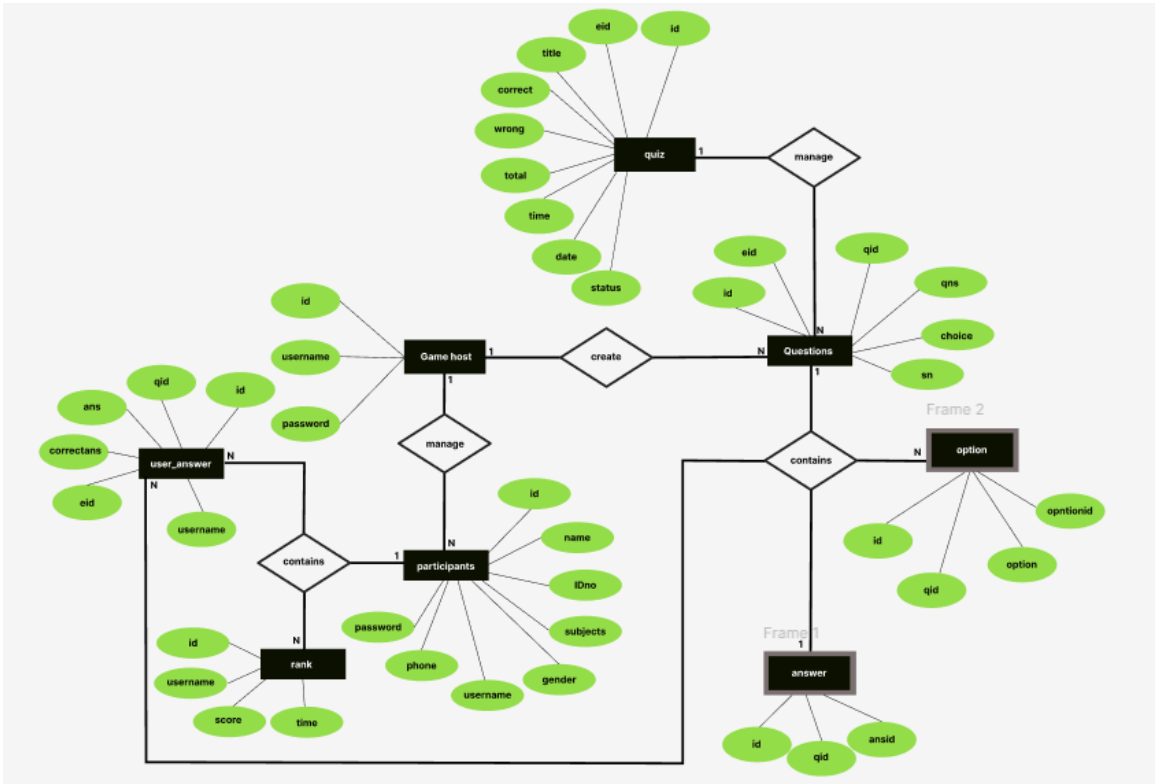 eid
id
title
correct
wrong
quiz
1
manage
total
time
date
status
eid
qid
id
qns
N
choice
Questions
sn
1
id
username
Game host
1
create
N
password
1
manage
N
qid
id
ans
correctans
user_answer
N
N
eid
username
Frame 2
contains
N
option
id
opntionid
option
qid
id
name
IDno
subjects
gender
username
phone
password
participants
1
contains
N
id
rank
username
score
time
Frame 1
1
answer
id
qid
ansid